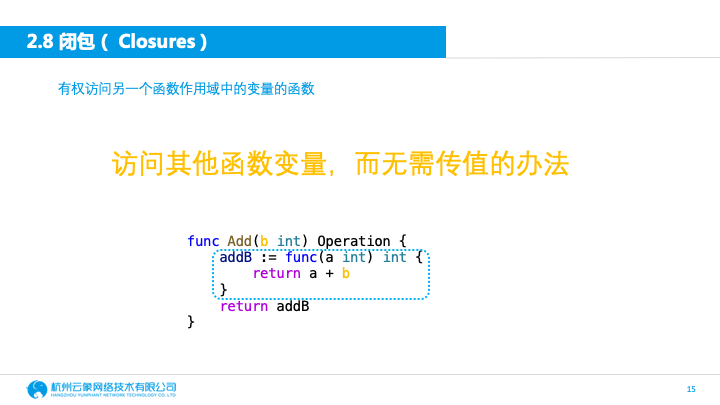 2.8 闭包（ Closures）
有权访问另一个函数作用域中的变量的函数
访问其他函数变量，而无需传值的办法
func Add(b int) Operation {
    addB := func(a int) int {
        return a + b
    }
    return addB
}
杭州云象网络技术有限公司
HANGZHOU YUNPHANT NETWORK TECHNOLOGY CO. LTD
15